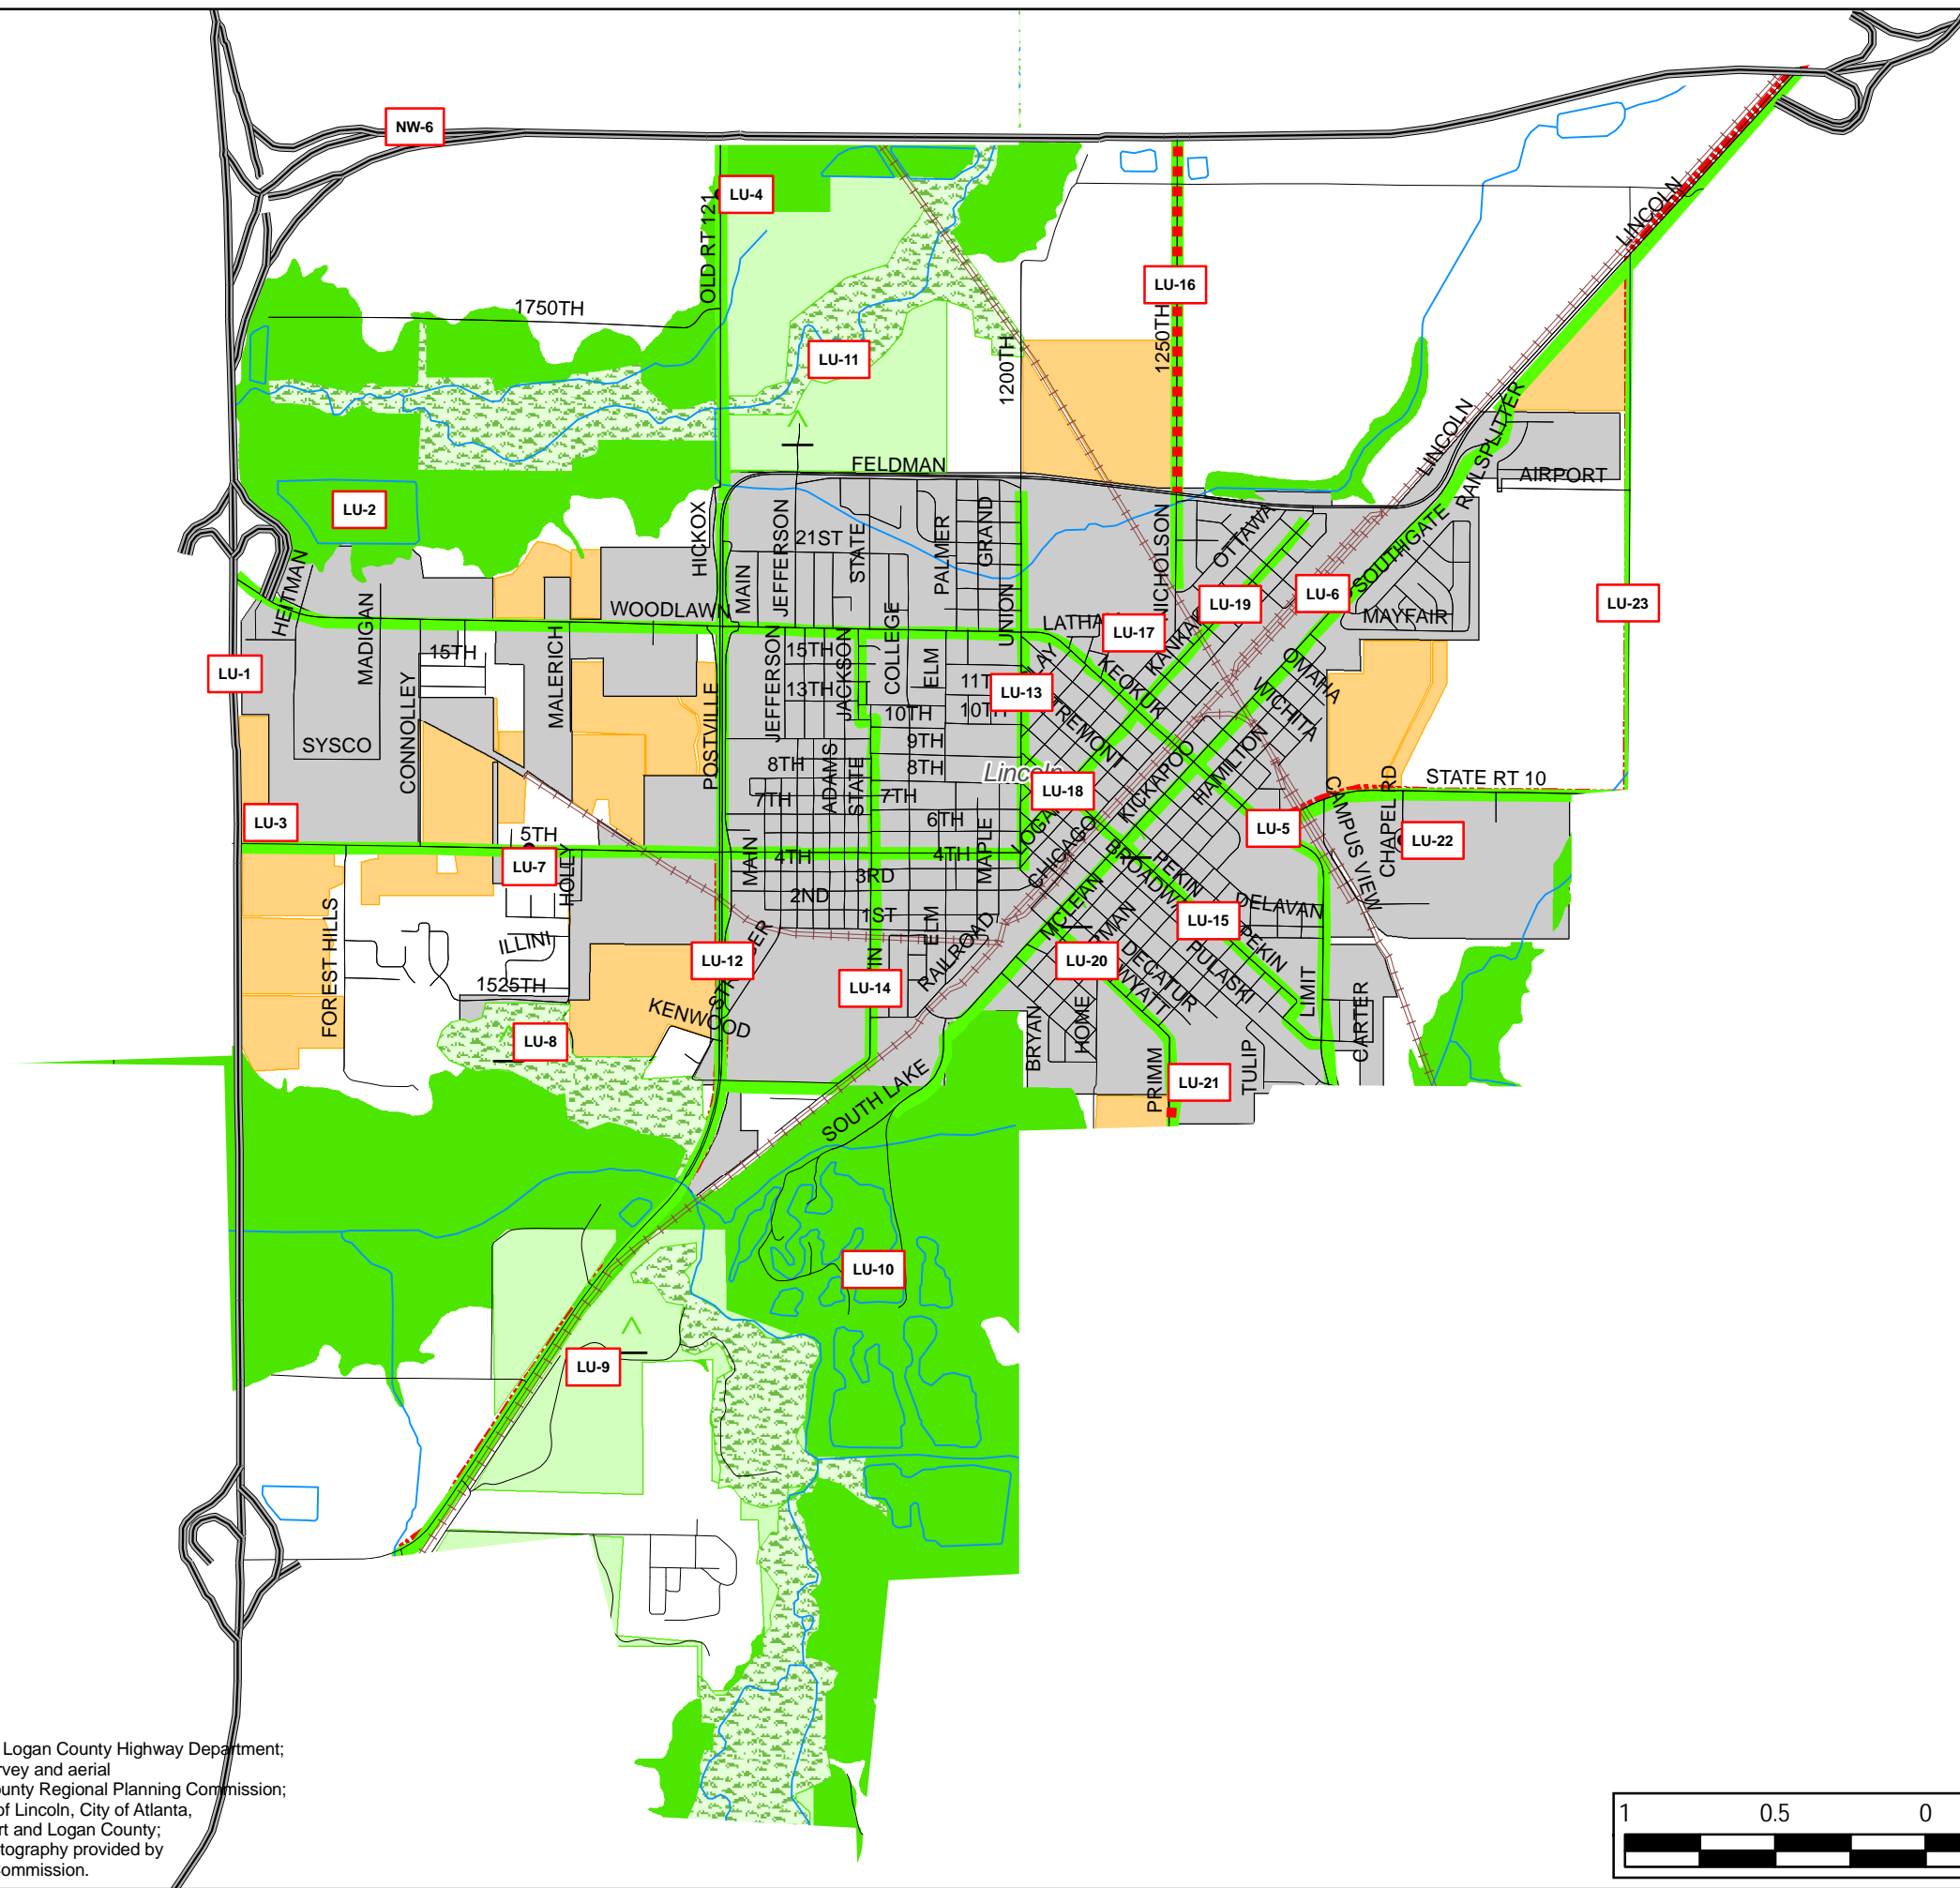 NW-6
LU-4
OLD RT 121
LINCOLN
LU-16
1750TH
1250TH
LU-11
1200TH
LINCOLN
RAILSPLITTER
FELDMAN
AIRPORT
LU-2
HICKOX
JEFFERSON
21ST
STATE
PALMER
GRAND
NICHOLSON
OTTAWA
SOUTHGATE
HEITMAN
MADIGAN
WOODLAWN
MAIN
COLLEGE
UNION
LU-17
LU-19
LU-6
MAYFAIR
LU-23
LU-1
15TH
MALERICH
15TH
JEFFERSON
JACKSON
ELM
KEOKUK
OMAHA
CONNOLLEY
POSTVILLE
13TH
LU-13
WICHITA
10TH
TREMONT
SYSCO
9TH
8TH
ADAMS
STATE
8TH
Lincoln
KICKAPOO
HAMILTON
STATE RT 10
7TH
7TH
LU-18
LU-3
6TH
LU-5
CAMPUS VIEW
CHAPEL RD
LU-22
5TH
LU-7
HOLLY
MAIN
4TH
4TH
MAPLE
CHICAGO
3RD
PEKIN
2ND
MCLEAN
DELAVAN
1ST
LU-15
FOREST HILLS
ILLINI
ELM
PEKIN
LU-12
LU-20
DECATUR
PULASKI
1525TH
LU-14
RAILROAD
WYATT
LIMIT
KENWOOD
LU-8
BRYAN
HOME
CARTER
PRIMM
LU-21
TULIP
SOUTH LAKE
LU-10
LU-9
Logan County Highway Department;
and aerial
Regional Planning Commission;
of Lincoln, City of Atlanta,
and Logan County;
provided by
1 0.5 0